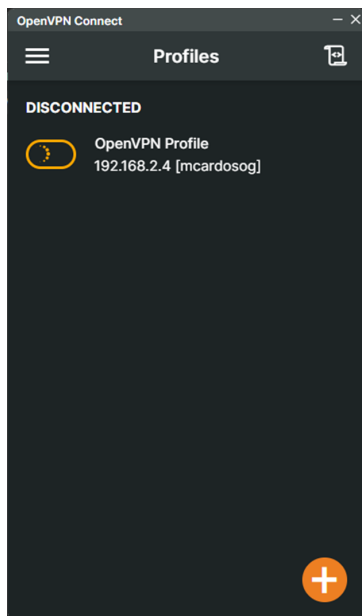 OpenVPN Connect
Profiles
DISCONNECTED
OpenVPN Profile
192.168.2.4 [mcardosog]